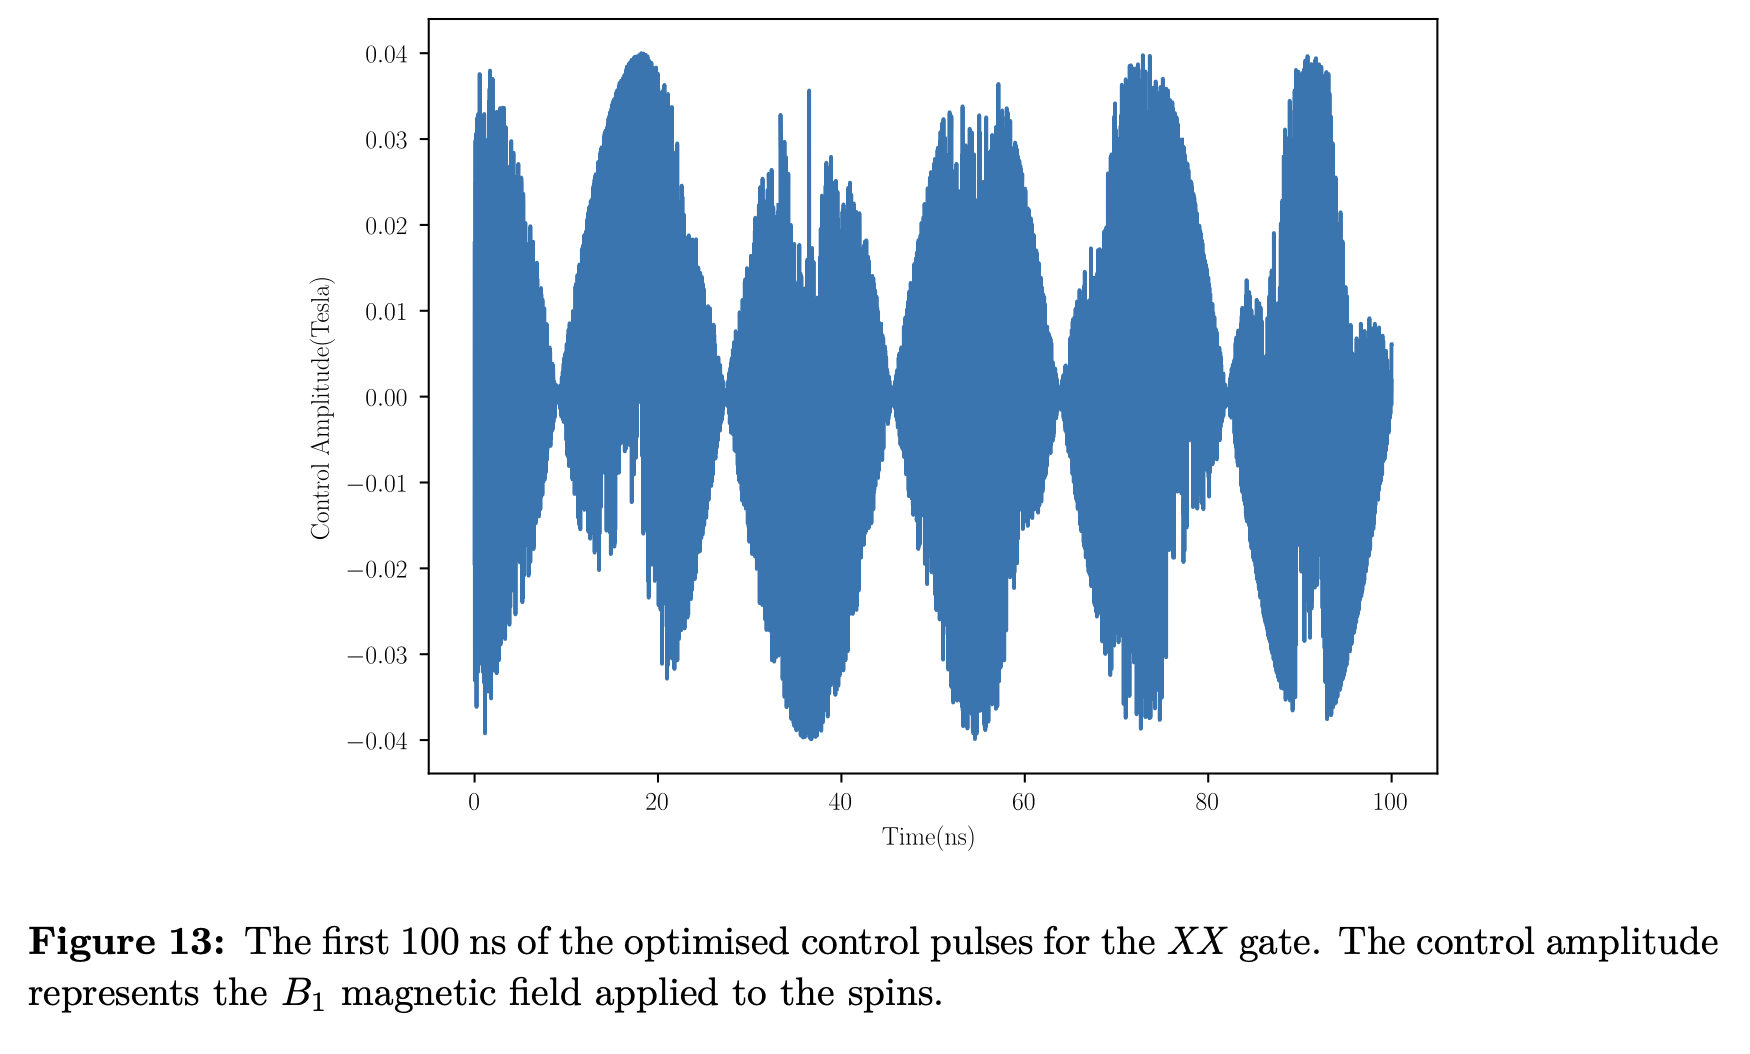 0.04
0.03
0.02
0.01
0.00
−0.01
−0.02
−0.03
−0.04
Control Amplitude(Tesla)
0 20 40 60 80 100
Time(ns)
Figure 13: The first 100 ns of the optimised control pulses for the XX gate. The control amplitude
represents the B₁ magnetic field applied to the spins.